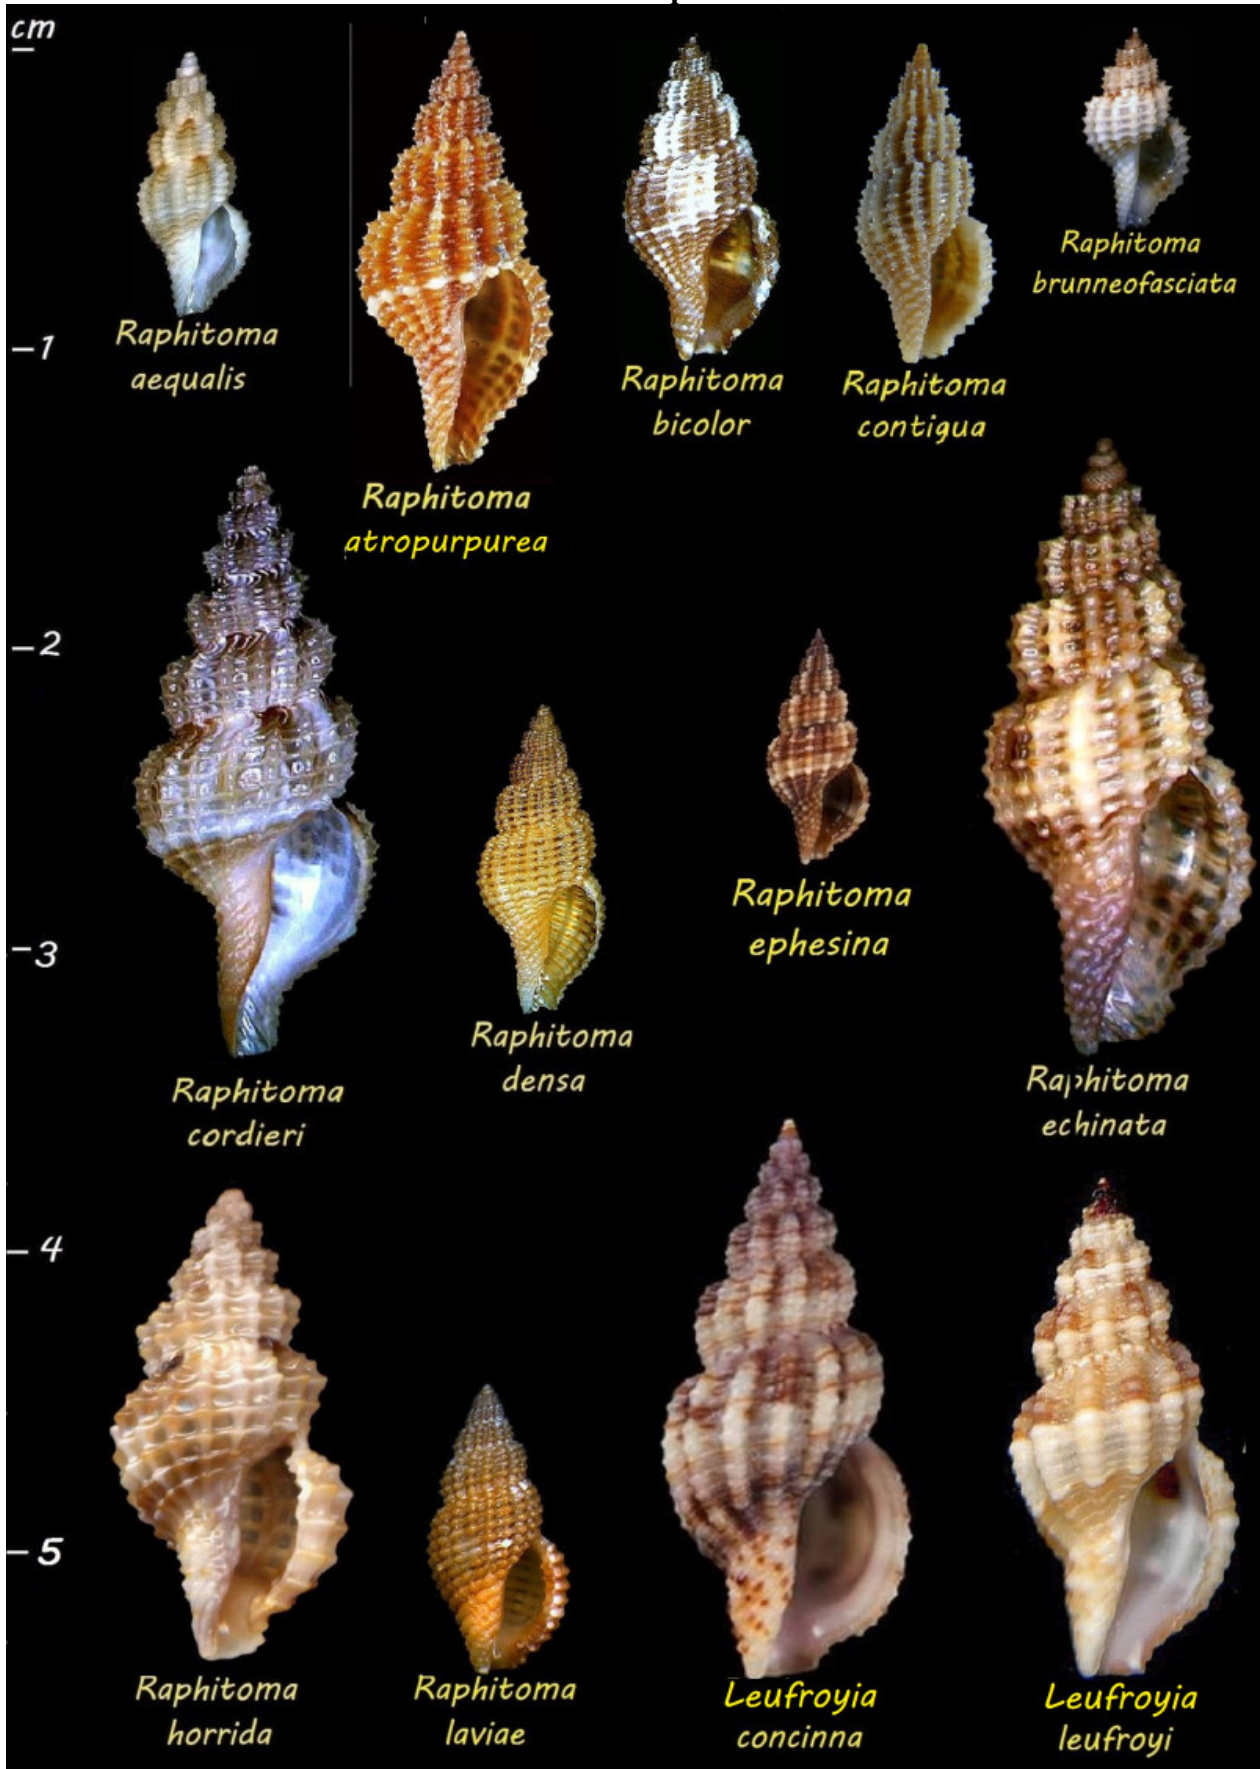 cm
Raphitoma
brunneofasciata
1
Raphitoma
aequalis
Raphitoma
bicolor
Raphitoma
contigua
Raphitoma
atropurpurea
2
Raphitoma
ephesina
3
Raphitoma
densa
Raphitoma
cordieri
Raphitoma
echinata
4
5
Raphitoma
horrida
Raphitoma
laviae
Leufroyia
concinna
Leufroyia
leufroyi